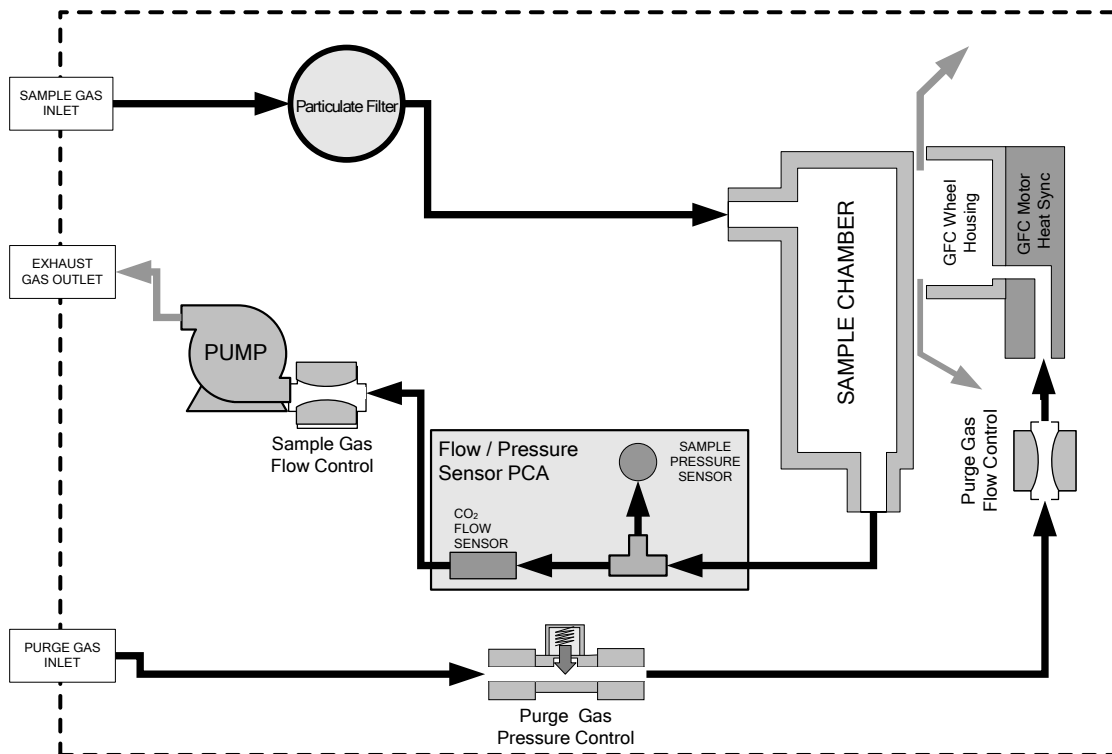 SAMPLE GAS
INLET
Particulate Filter
SAMPLE CHAMBER
GFC Wheel
Housing
GFC Motor
Heat Sync
EXHAUST
GAS OUTLET
PUMP
Sample Gas
Flow Control
Flow / Pressure
Sensor PCA
SAMPLE
PRESSURE
SENSOR
CO₂
FLOW
SENSOR
Purge Gas
Flow Control
PURGE GAS
INLET
Purge Gas
Pressure Control